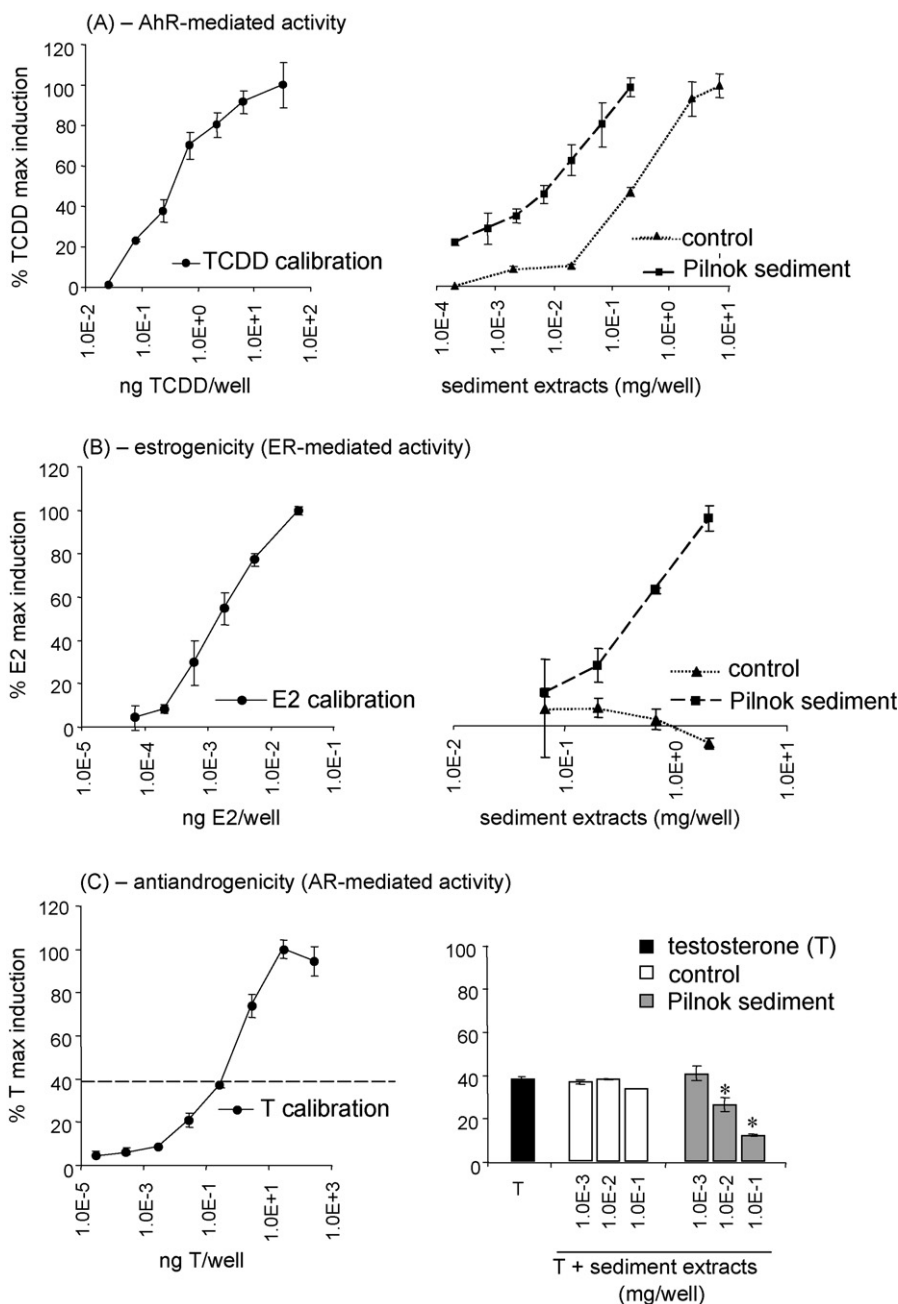 (A) – AhR-mediated activity
% TCDD max induction
120
100
80
60
40
20
0
TCDD calibration
1.0E-2
1.0E-1
1.0E+0
1.0E+1
1.0E+2
ng TCDD/well
control
Pilnok sediment
1.0E-4
1.0E-3
1.0E-2
1.0E-1
1.0E+0
1.0E+1
sediment extracts (mg/well)
(B) – estrogenicity (ER-mediated activity)
% E2 max induction
120
100
80
60
40
20
0
E2 calibration
1.0E-5
1.0E-4
1.0E-3
1.0E-2
1.0E-1
ng E2/well
control
Pilnok sediment
1.0E-2
1.0E-1
1.0E+0
1.0E+1
sediment extracts (mg/well)
(C) – antiandrogenicity (AR-mediated activity)
% T max induction
120
100
80
60
40
20
0
T calibration
1.0E-5
1.0E-3
1.0E-1
1.0E+1
1.0E+3
ng T/well
100
80
60
40
20
0
testosterone (T)
control
Pilnok sediment
* *
T
1.0E-3
1.0E-2
1.0E-1
1.0E-3
1.0E-2
1.0E-1
T + sediment extracts
(mg/well)